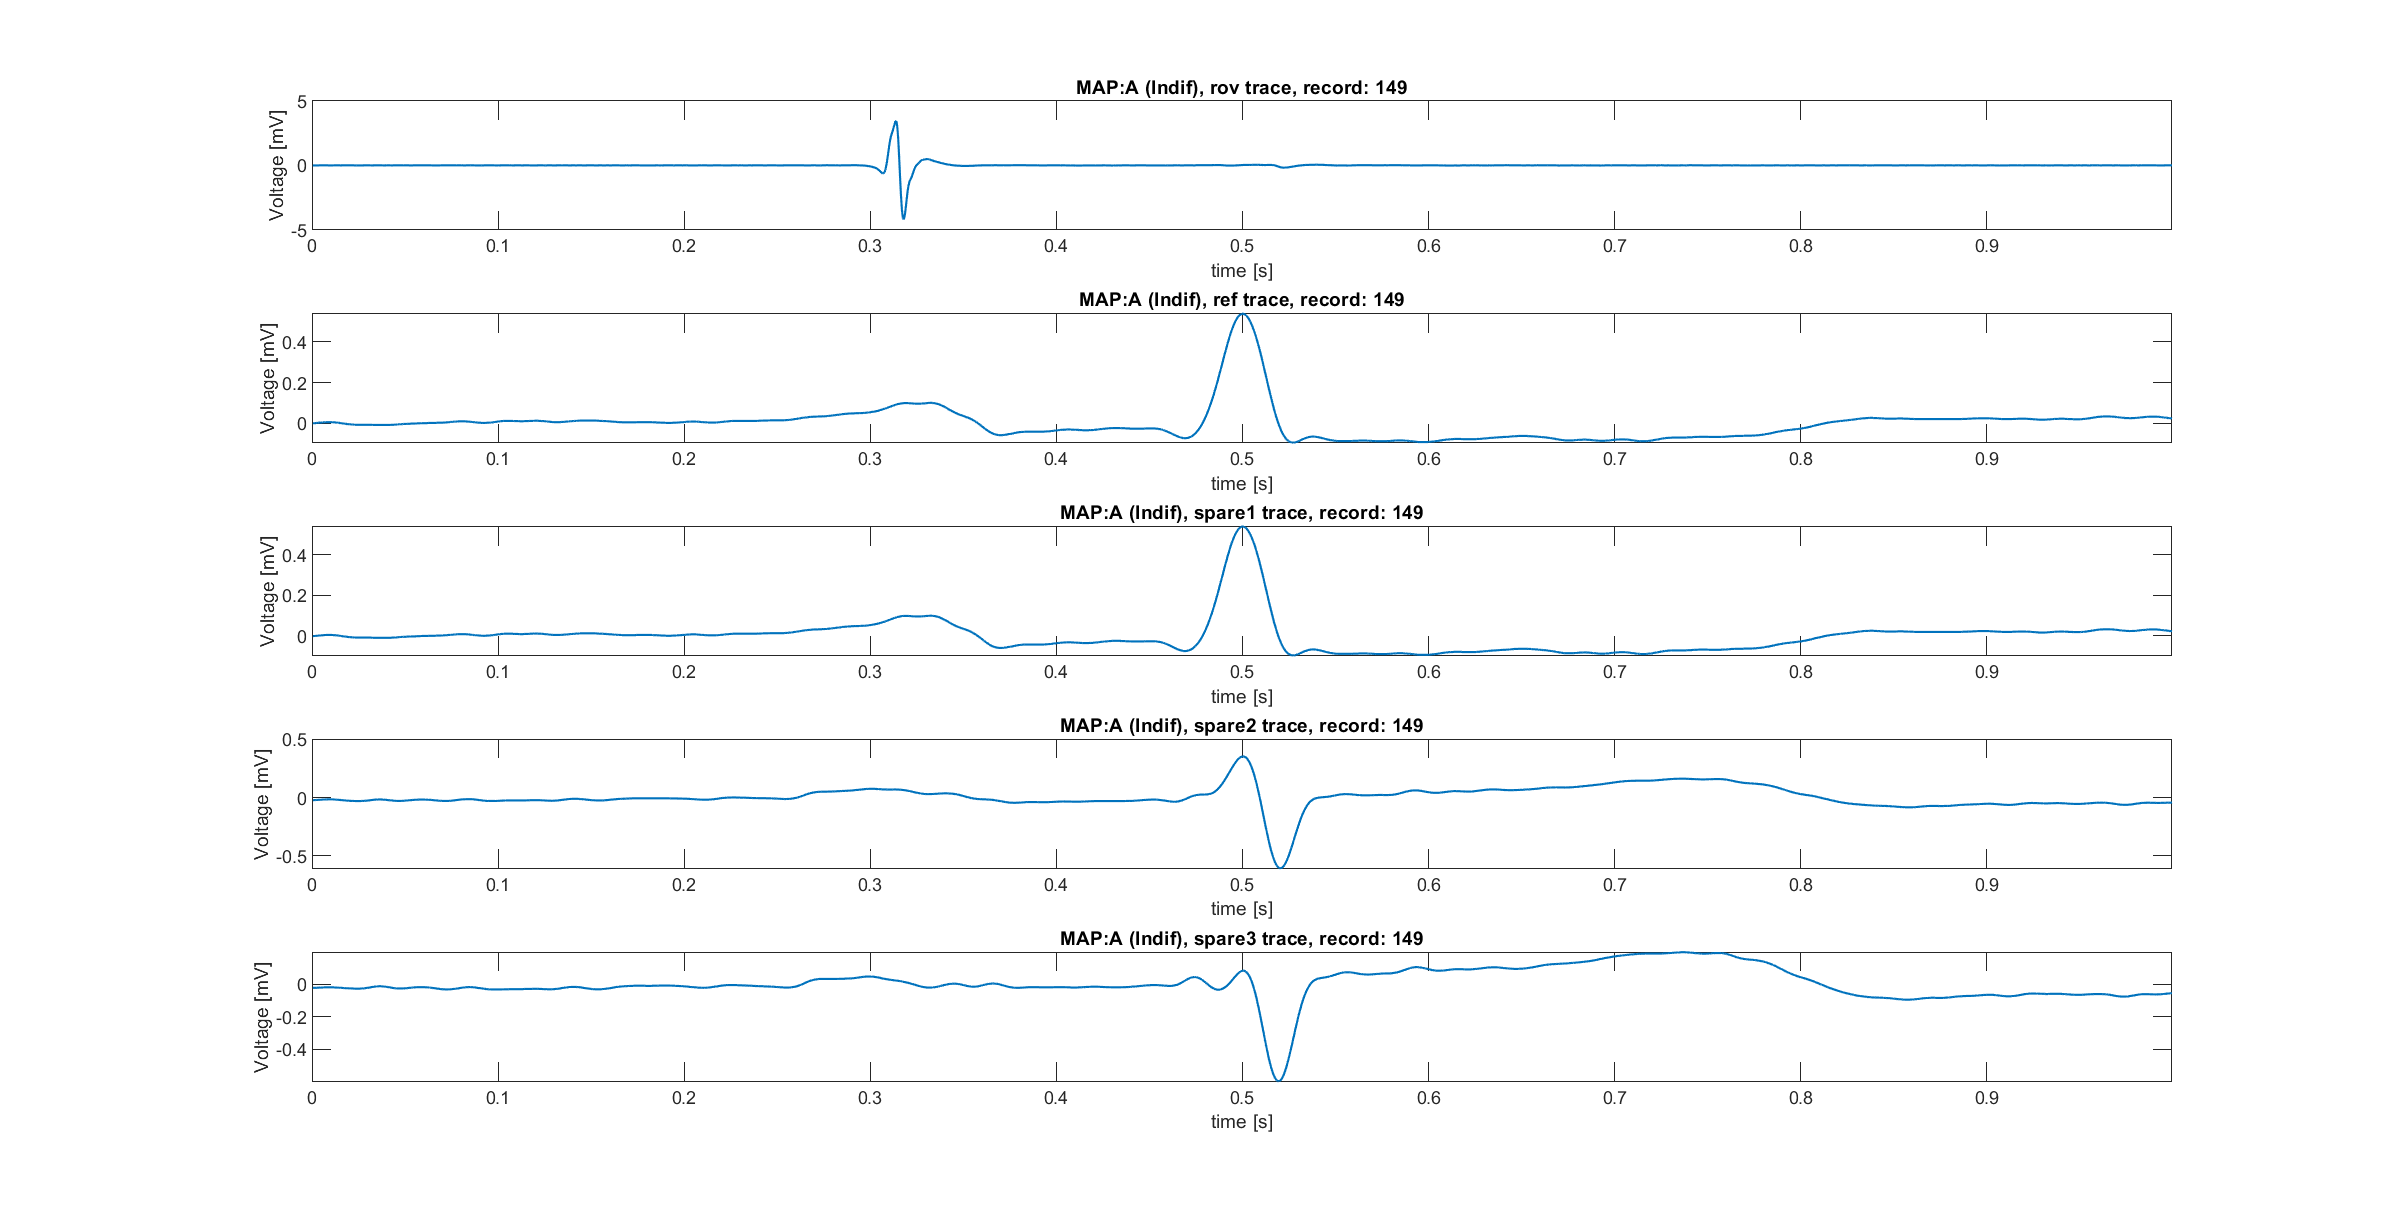 MAP:A (Indif), rov trace, record: 149
Voltage [mV]
5
0
-5
0 0.1 0.2 0.3 0.4 0.5 0.6 0.7 0.8 0.9
time [s]
MAP:A (Indif), ref trace, record: 149
Voltage [mV]
0.4
0.2
0
0 0.1 0.2 0.3 0.4 0.5 0.6 0.7 0.8 0.9
time [s]
MAP:A (Indif), spare1 trace, record: 149
Voltage [mV]
0.4
0.2
0
0 0.1 0.2 0.3 0.4 0.5 0.6 0.7 0.8 0.9
time [s]
MAP:A (Indif), spare2 trace, record: 149
Voltage [mV]
0.5
0
-0.5
0 0.1 0.2 0.3 0.4 0.5 0.6 0.7 0.8 0.9
time [s]
MAP:A (Indif), spare3 trace, record: 149
Voltage [mV]
0
-0.2
-0.4
0 0.1 0.2 0.3 0.4 0.5 0.6 0.7 0.8 0.9
time [s]